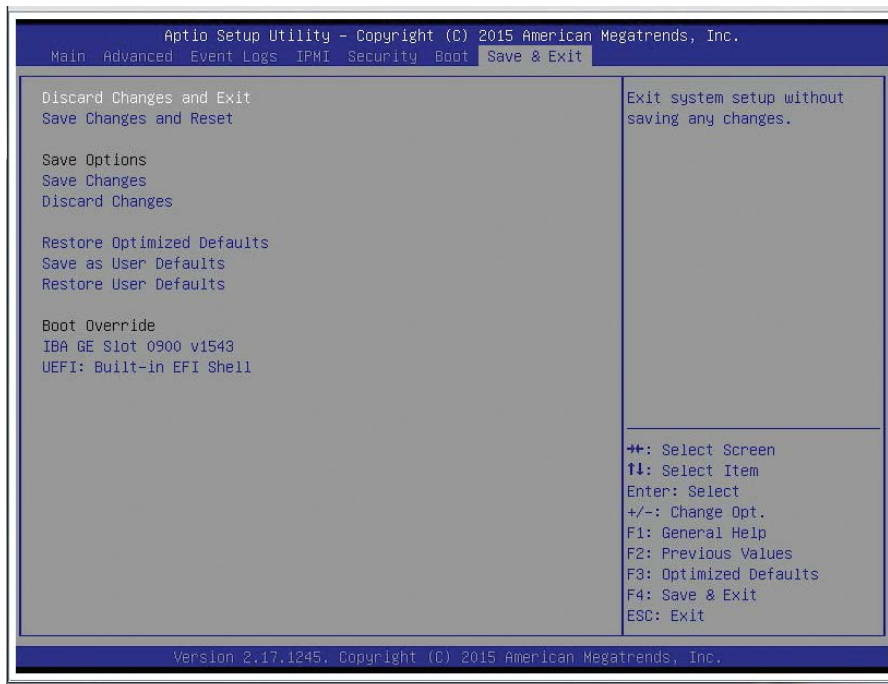 Aptio Setup Utility – Copyright (C) 2015 American Megatrends, Inc.
Main Advanced Event Logs IPMI Security Boot Save & Exit
Discard Changes and Exit
Save Changes and Reset
Save Options
Save Changes
Discard Changes
Restore Optimized Defaults
Save as User Defaults
Restore User Defaults
Boot Override
IBA GE Slot 0900 v1543
UEFI: Built-in EFI Shell
Exit system setup without
saving any changes.
→←: Select Screen
↑↓: Select Item
Enter: Select
+/-: Change Opt.
F1: General Help
F2: Previous Values
F3: Optimized Defaults
F4: Save & Exit
ESC: Exit
Version 2.17.1245. Copyright (C) 2015 American Megatrends, Inc.